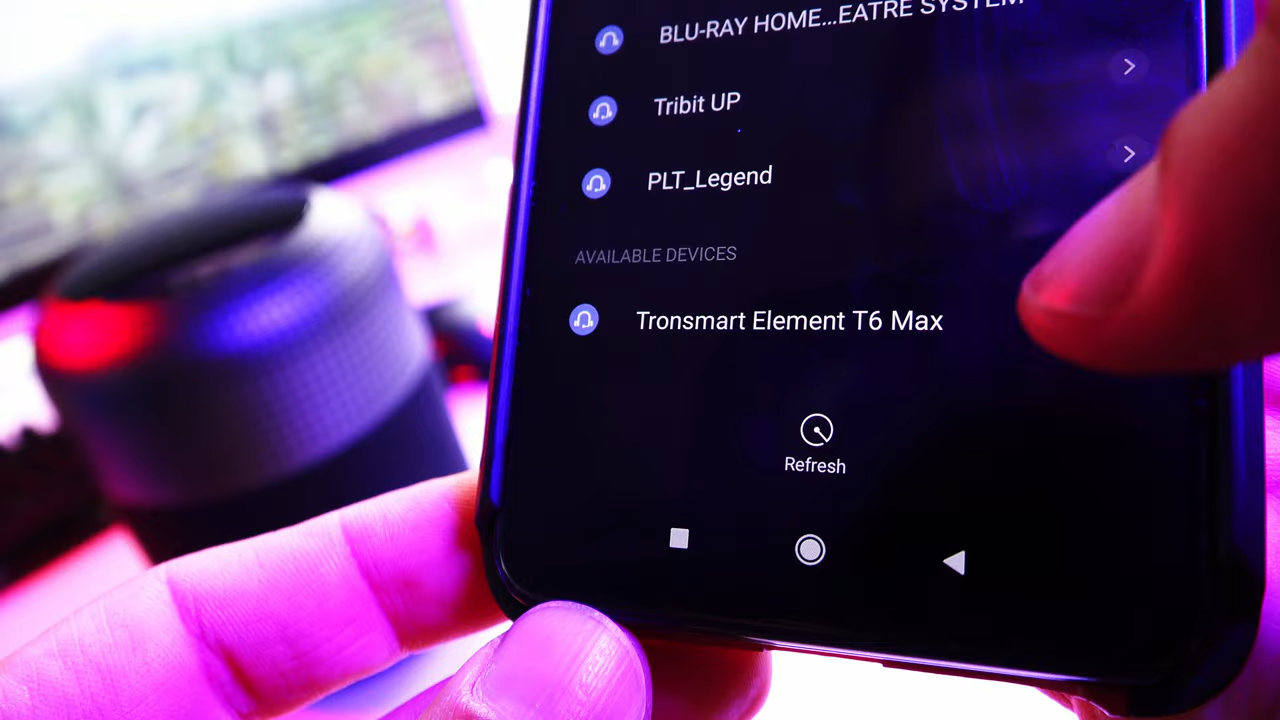 BLU-RAY HOME...EATRE SYSTEM
Tribit UP
PLT_Legend
AVAILABLE DEVICES
Tronsmart Element T6 Max
Refresh